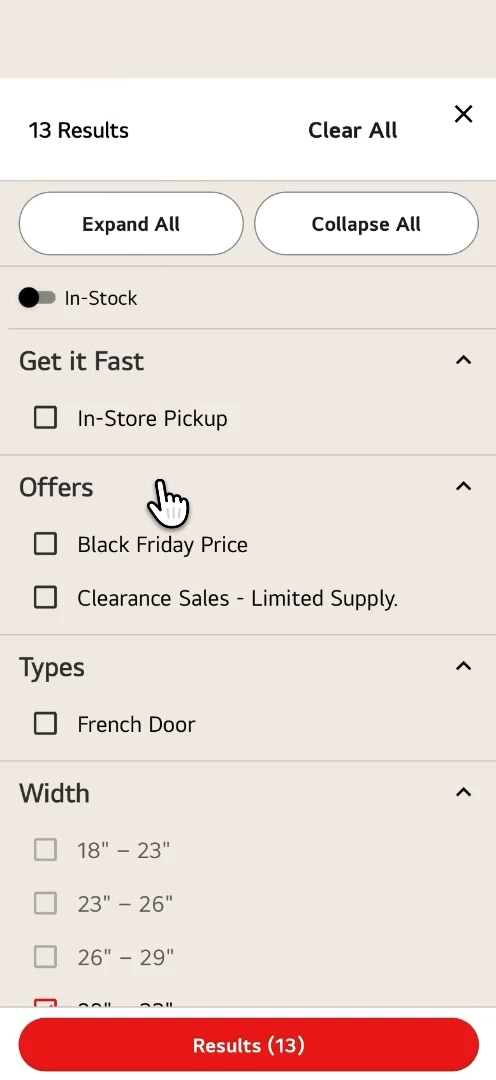 13 Results
Clear All
Expand All
Collapse All
In-Stock
Get it Fast
In-Store Pickup
Offers
Black Friday Price
Clearance Sales - Limited Supply.
Types
French Door
Width
18" – 23"
23" – 26"
26" – 29"
Results (13)